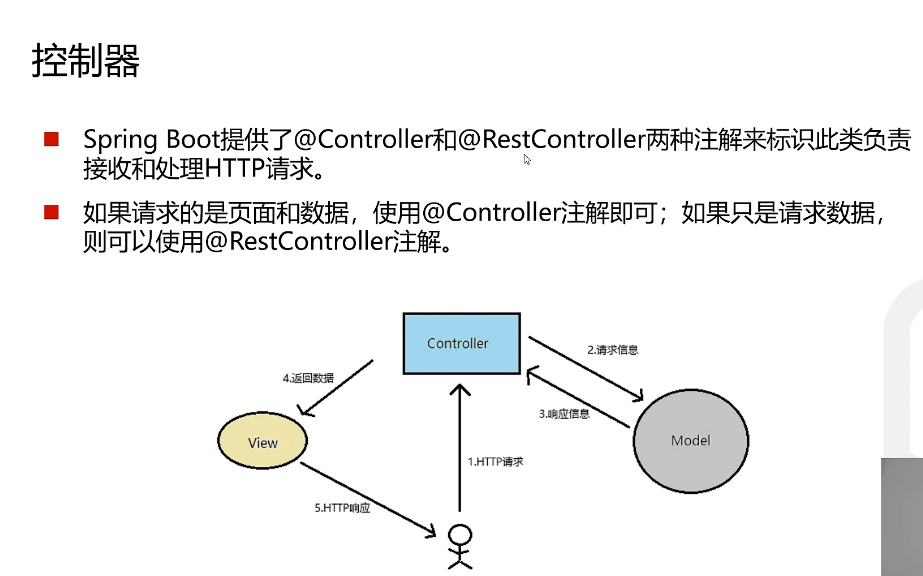 控制器
Spring Boot提供了@Controller和@RestController两种注解来标识此类负责
接收和处理HTTP请求。
如果请求的是页面和数据，使用@Controller注解即可；如果只是请求数据，
则可以使用@RestController注解。
Controller
2.请求信息
4.返回数据
3.响应信息
View
Model
1.HTTP请求
5.HTTP响应